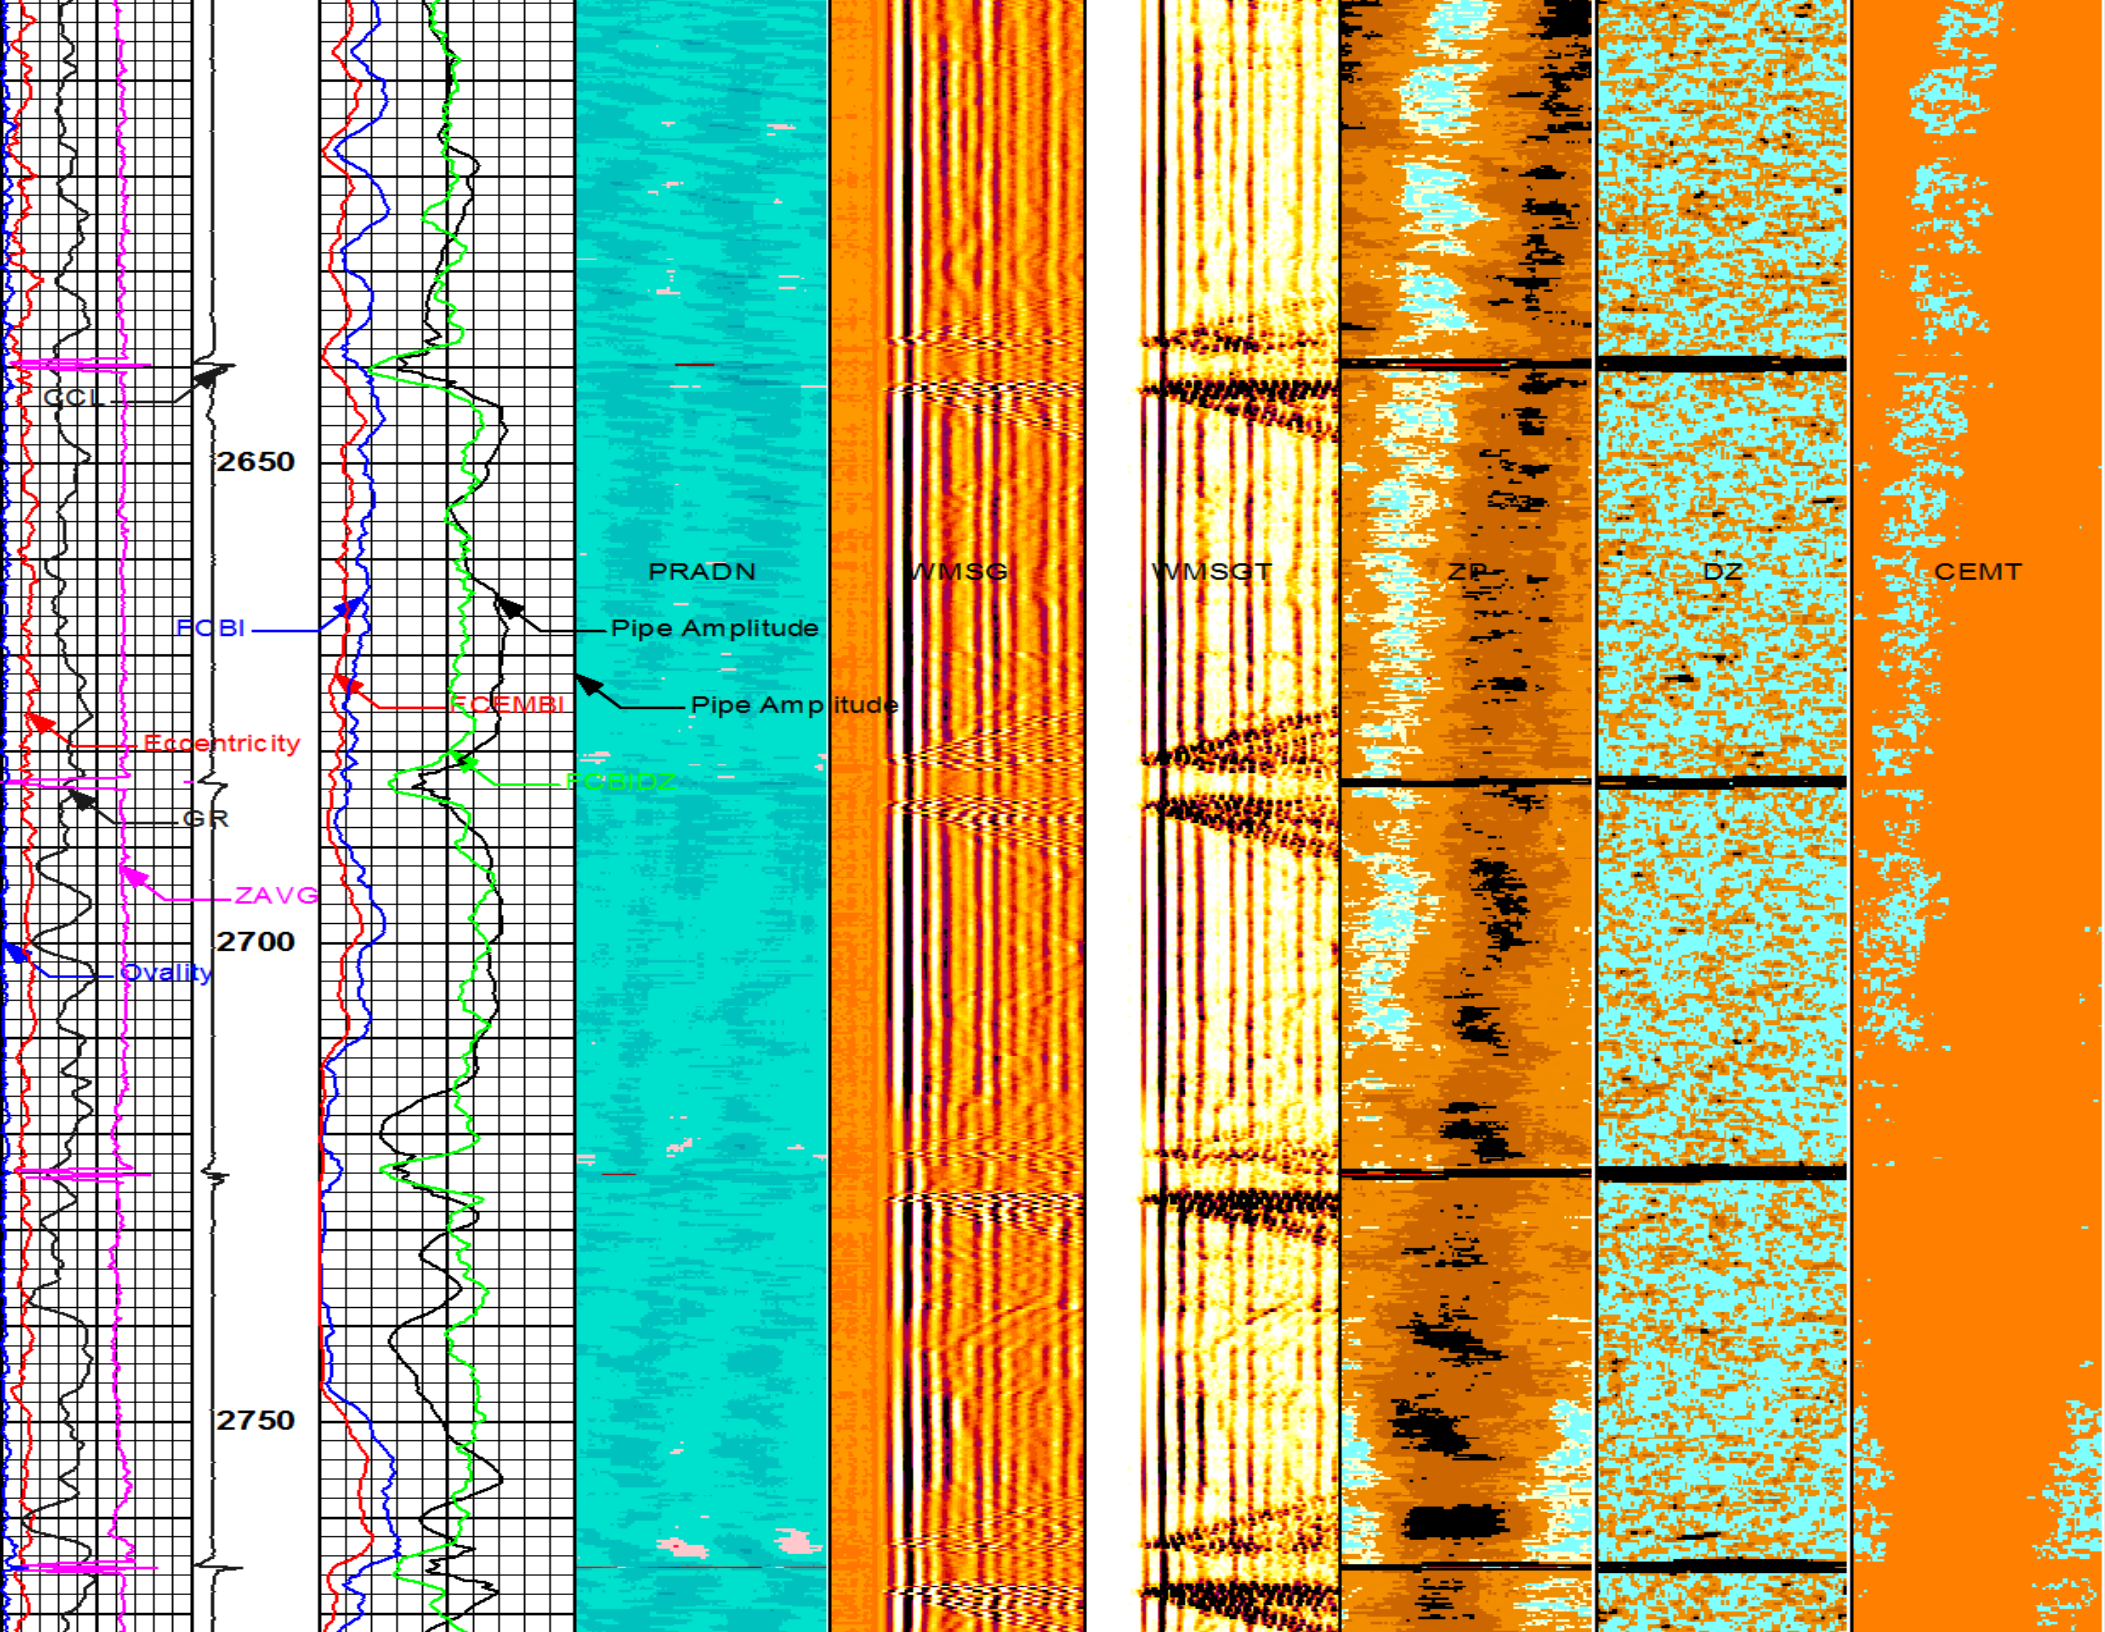 CCL
2650
PRADN
WMSG
WMSGT
ZP
DZ
CEMT
FCBI
Pipe Amplitude
FCEMBI
Pipe Amplitude
Eccentricity
FCBIDZ
GR
ZAVG
2700
Ovality
2750